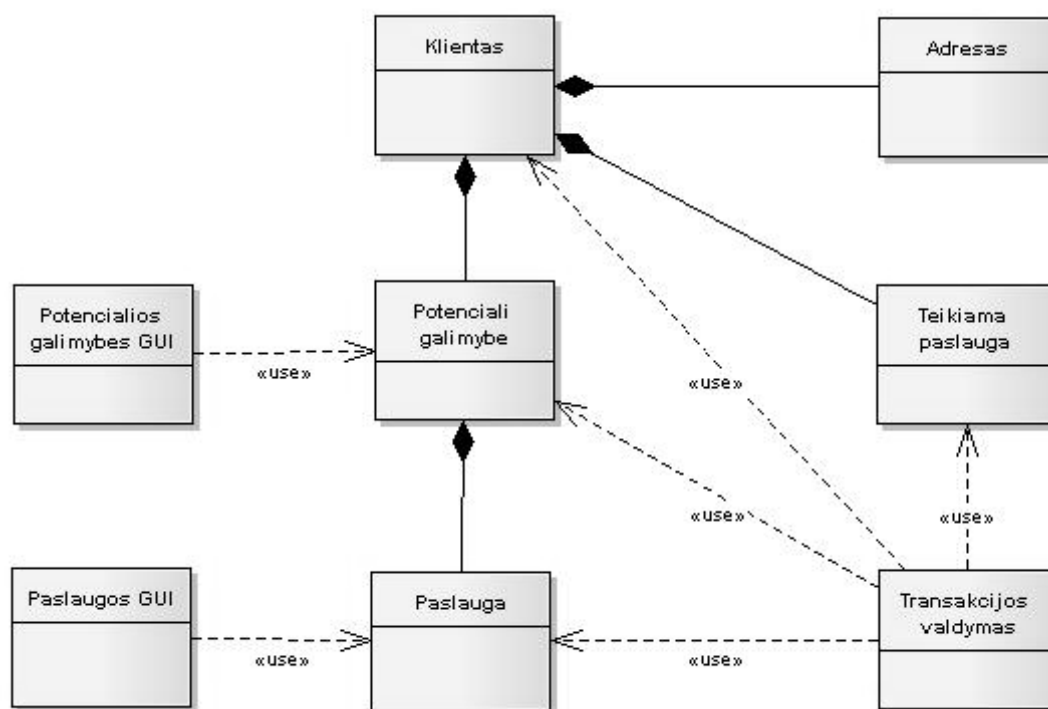 Klientas
Adresas
Potencialios
galimybes GUI
Potenciali
galimybe
Teikiama
paslauga
«use»
«use»
«use»
«use»
Paslaugos GUI
Paslauga
Transakcijos
valdymas
«use»
«use»